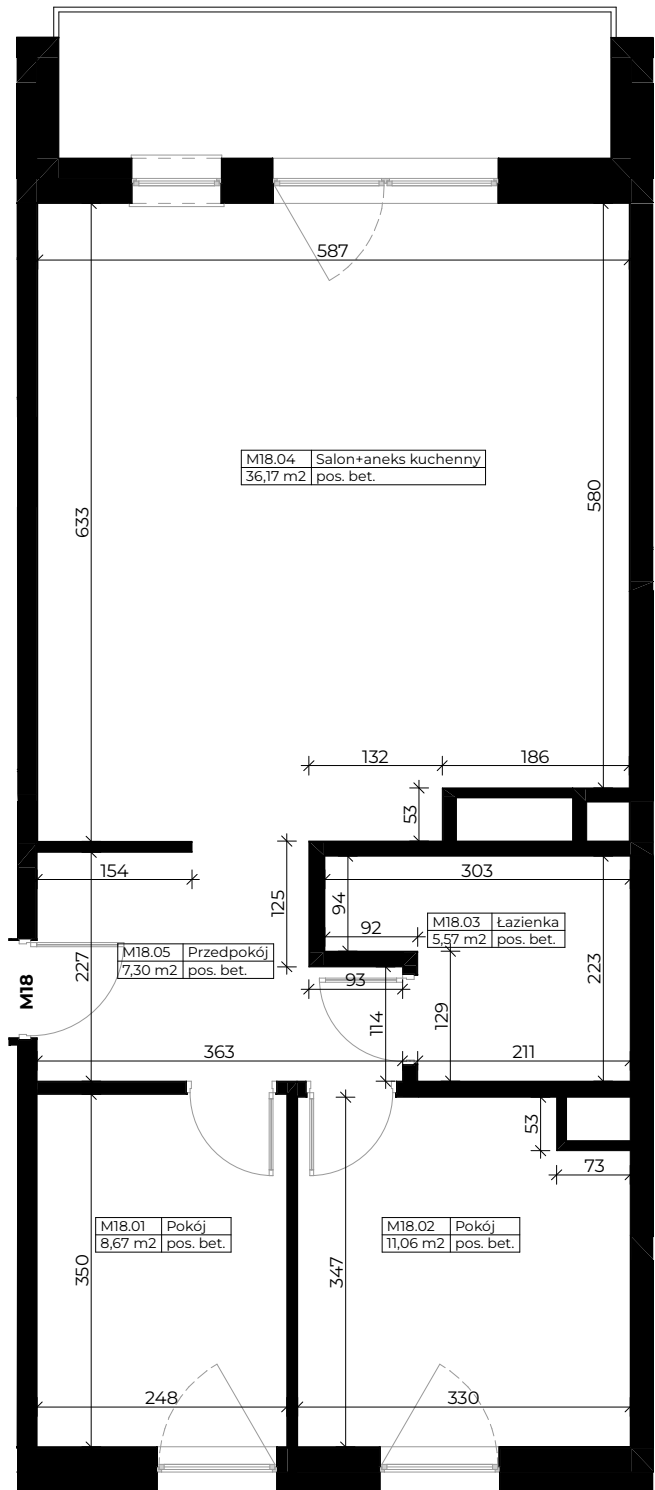 587
M18.04 Salon+aneks kuchenny
36,17 m2 pos. bet.
633
580
132
186
53
154
125
94
303
92
M18.03 Łazienka
5,57 m2 pos. bet.
M18
227
M18.05 Przedpokój
7,30 m2 pos. bet.
93
114
129
223
363
211
53
73
M18.01 Pokój
8,67 m2 pos. bet.
M18.02 Pokój
11,06 m2 pos. bet.
350
347
248
330